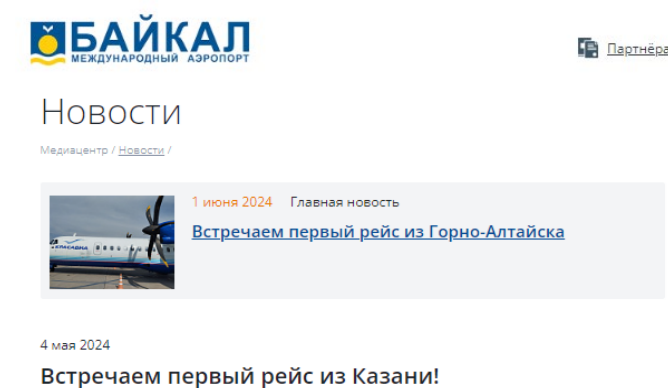 БАЙКАЛ
МЕЖДУНАРОДНЫЙ АЭРОПОРТ
Партнёра
Новости
Медиацентр / Новости /
1 июня 2024 Главная новость
Встречаем первый рейс из Горно-Алтайска
КРАСАВИА
4 мая 2024
Встречаем первый рейс из Казани!